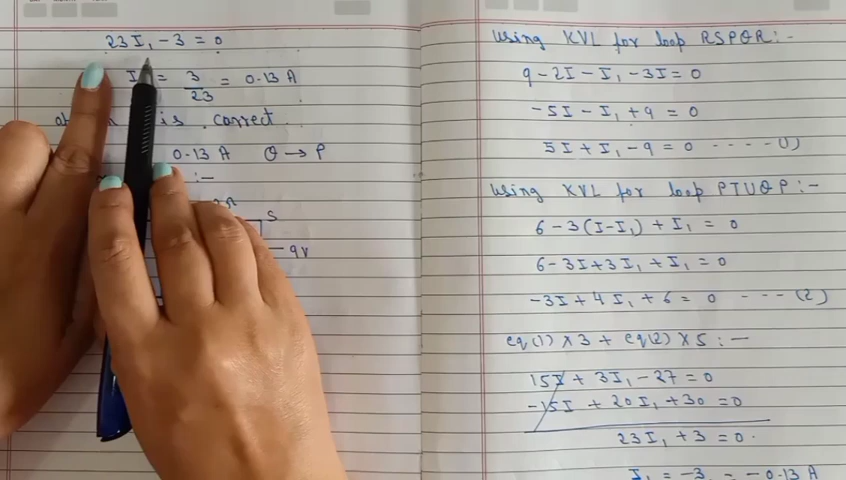 23I₁ - 3 = 0
I = 3/23 = 0.13 A
is correct
0.13 A Q → P
:-
S
9V
Using KVL for loop RSPQR:-
9 - 2I - I₁ - 3I = 0
-5I - I₁ + 9 = 0
5I + I₁ - 9 = 0 ---- (1)
Using KVL for loop PTUQP:-
6 - 3(I-I₁) + I₁ = 0
6 - 3I + 3I₁ + I₁ = 0
-3I + 4I₁ + 6 = 0 --- (2)
eq(1) X 3 + eq(2) X 5 :-
15I + 3I₁ - 27 = 0
-15I + 20I₁ + 30 = 0
23I₁ + 3 = 0.
I₁ = -3 = -0.13 A